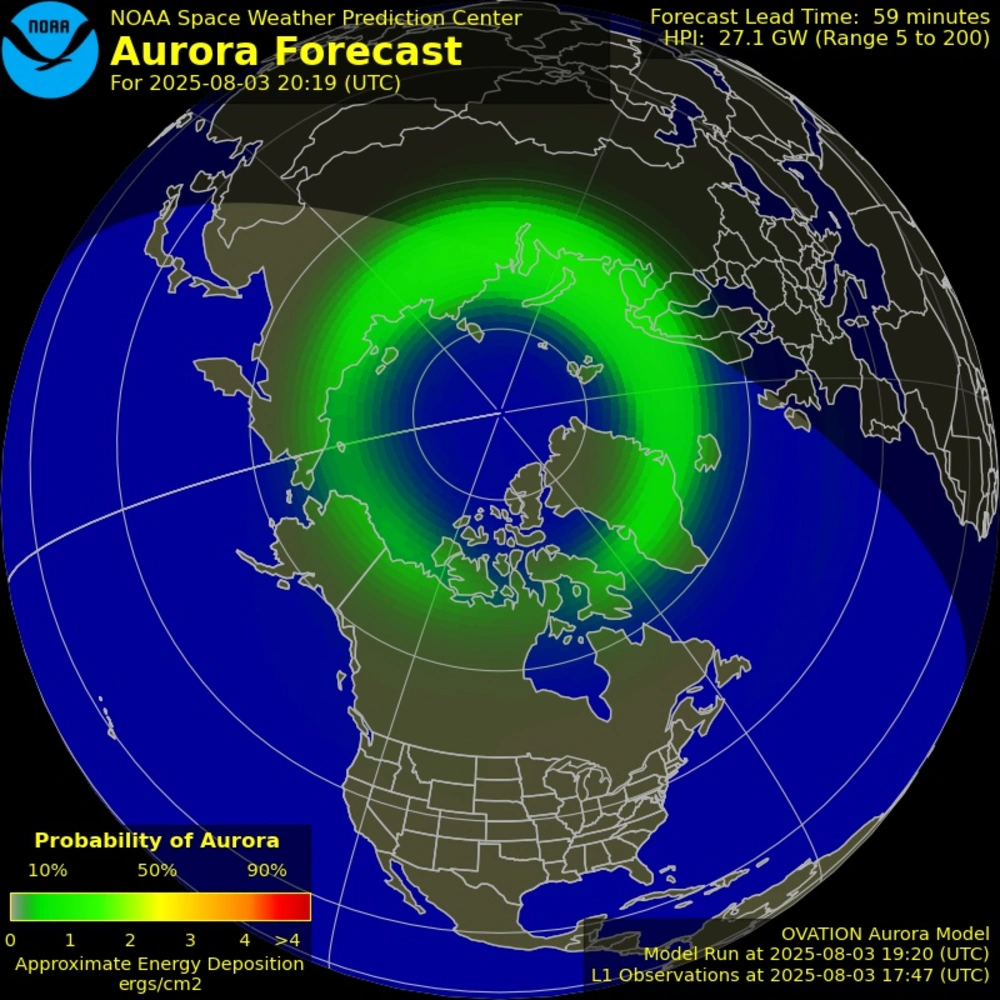 NOAA
NOAA Space Weather Prediction Center
Aurora Forecast
For 2025-08-03 20:19 (UTC)
Forecast Lead Time: 59 minutes
HPI: 27.1 GW (Range 5 to 200)
Probability of Aurora
10% 50% 90%
0 1 2 3 4 >4
Approximate Energy Deposition
ergs/cm2
OVATION Aurora Model
Model Run at 2025-08-03 19:20 (UTC)
L1 Observations at 2025-08-03 17:47 (UTC)